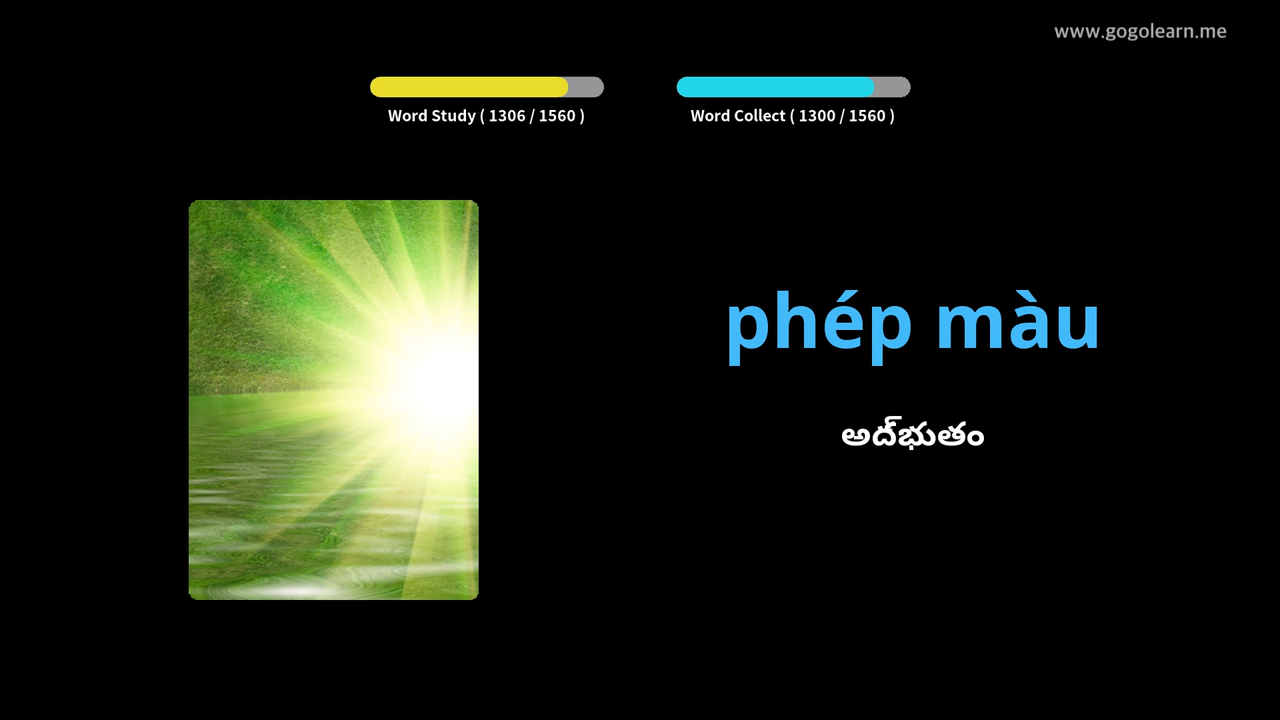 www.gogolearn.me
Word Study ( 1306 / 1560 )
Word Collect ( 1300 / 1560 )
phép màu
అద్‌భుతం